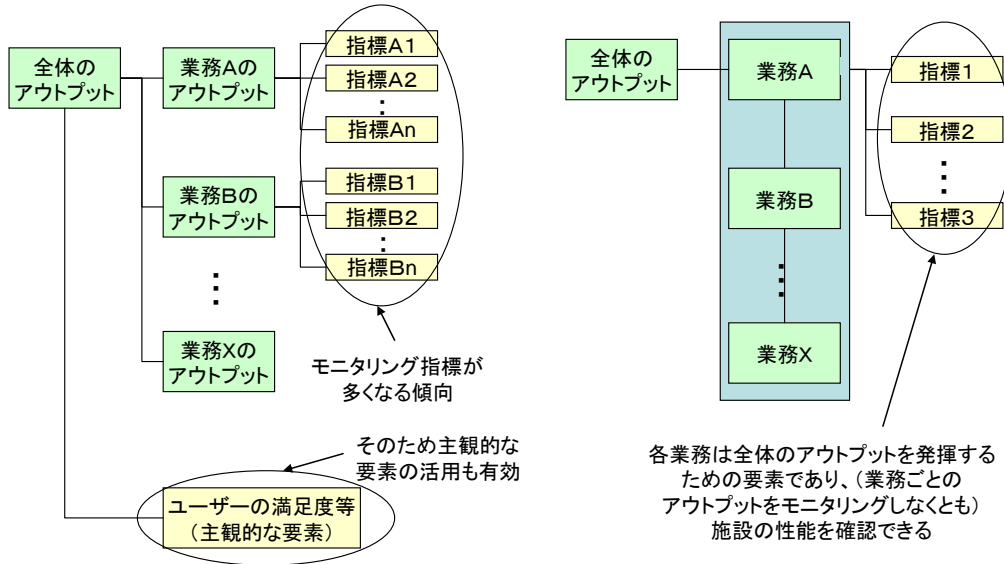 全体の
アウトプット
業務Aの
アウトプット
指標A1
指標A2
⋮
指標An
業務Bの
アウトプット
指標B1
指標B2
⋮
指標Bn
⋮
業務Xの
アウトプット
モニタリング指標が
多くなる傾向
そのため主観的な
要素の活用も有効
ユーザーの満足度等
(主観的な要素)
全体の
アウトプット
業務A
業務B
⋮
業務X
指標1
指標2
⋮
指標3
各業務は全体のアウトプットを発揮する
ための要素であり、(業務ごとの
アウトプットをモニタリングしなくとも)
施設の性能を確認できる